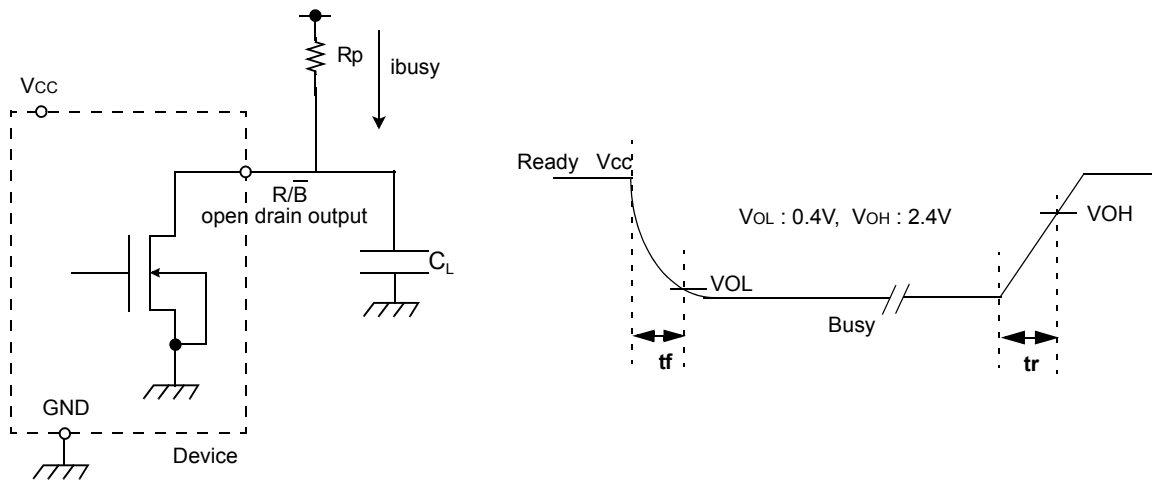 Rp
ibusy
VCC
R/B̅
open drain output
CL
GND
Device
Ready Vcc
VOL : 0.4V, VOH : 2.4V
VOH
VOL
Busy
tf
tr